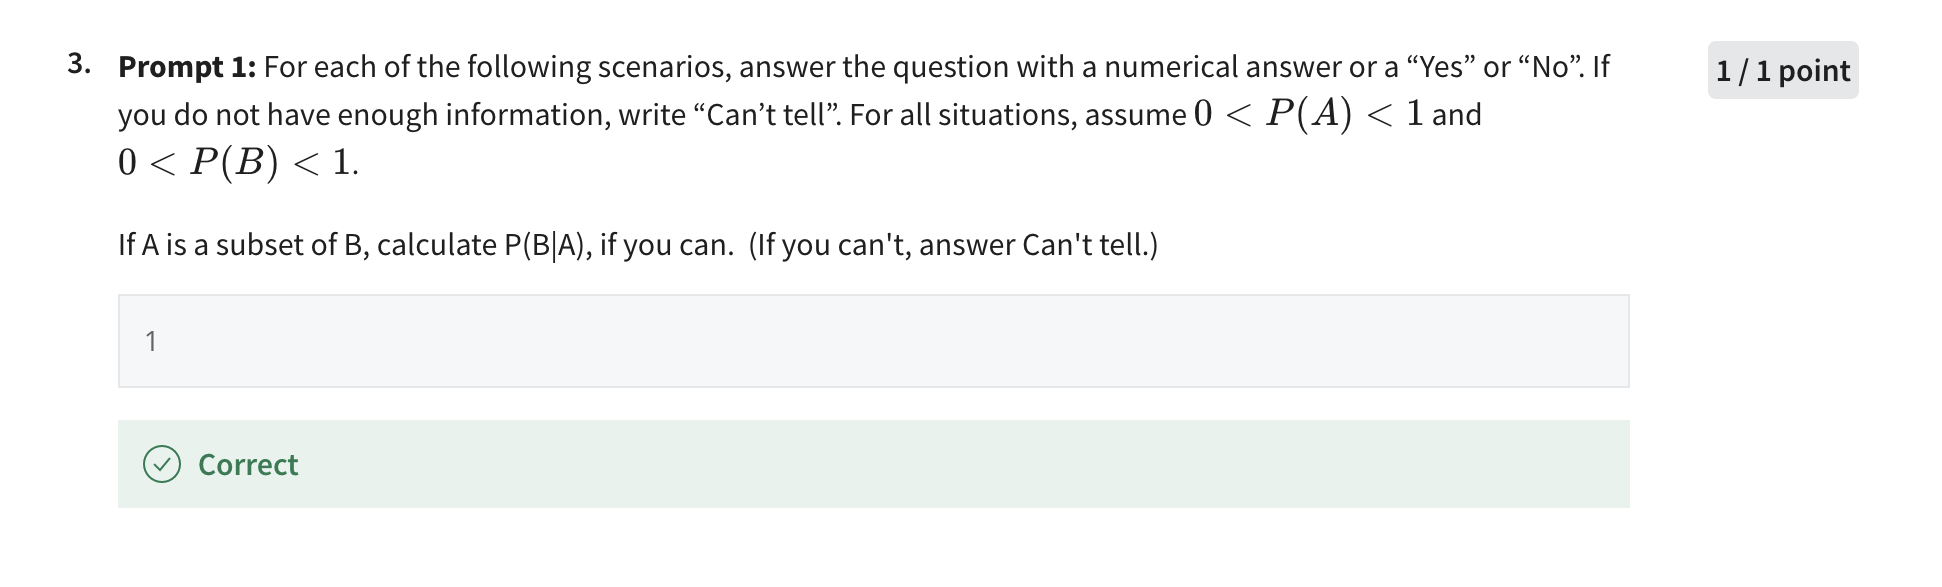 3. Prompt 1: For each of the following scenarios, answer the question with a numerical answer or a “Yes” or “No”. If
1 / 1 point
you do not have enough information, write “Can’t tell”. For all situations, assume 0 < P(A) < 1 and
0 < P(B) < 1.
If A is a subset of B, calculate P(B|A), if you can. (If you can't, answer Can't tell.)
1
Correct